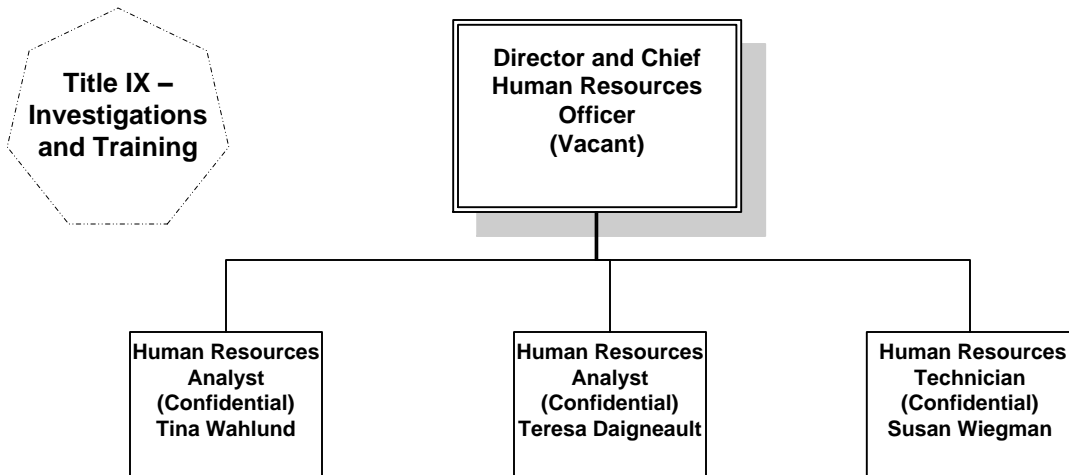 Title IX –
Investigations
and Training
Director and Chief
Human Resources
Officer
(Vacant)
Human Resources
Analyst
(Confidential)
Tina Wahlund
Human Resources
Analyst
(Confidential)
Teresa Daigneault
Human Resources
Technician
(Confidential)
Susan Wiegman